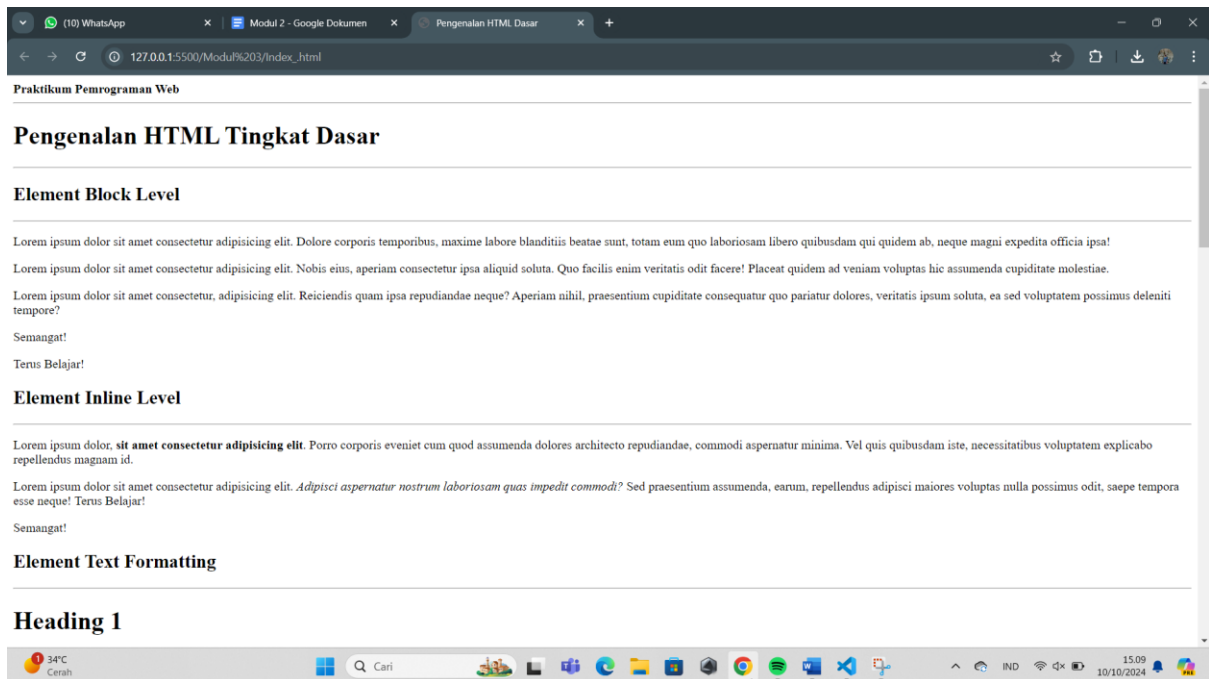 (10) WhatsApp
Modul 2 - Google Dokumen
Pengenalan HTML Dasar
127.0.0.1:5500/Modul%203/Index_.html
Praktikum Pemrograman Web
Pengenalan HTML Tingkat Dasar
Element Block Level
Lorem ipsum dolor sit amet consectetur adipisicing elit. Dolore corporis temporibus, maxime labore blanditiis beatae sunt, totam eum quo laboriosam libero quibusdam qui quidem ab, neque magni expedita officia ipsa!
Lorem ipsum dolor sit amet consectetur adipisicing elit. Nobis eius, aperiam consectetur ipsa aliquid soluta. Quo facilis enim veritatis odit facere! Placeat quidem ad veniam voluptas hic assumenda cupiditate molestiae.
Lorem ipsum dolor sit amet consectetur, adipisicing elit. Reiciendis quam ipsa repudiandae neque? Aperiam nihil, praesentium cupiditate consequatur quo pariatur dolores, veritatis ipsum soluta, ea sed voluptatem possimus deleniti
tempore?
Semangat!
Terus Belajar!
Element Inline Level
Lorem ipsum dolor, sit amet consectetur adipisicing elit. Porro corporis eveniet cum quod assumenda dolores architecto repudiandae, commodi aspernatur minima. Vel quis quibusdam iste, necessitatibus voluptatem explicabo
repellendus magnam id.
Lorem ipsum dolor sit amet consectetur adipisicing elit. Adipisci aspernatur nostrum laboriosam quas impedit commodi? Sed praesentium assumenda, earum, repellendus adipisci maiores voluptas nulla possimus odit, saepe tempora
esse neque! Terus Belajar!
Semangat!
Element Text Formatting
Heading 1
1
34°C
Cerah
Cari
IND
15.09
10/10/2024
PRE